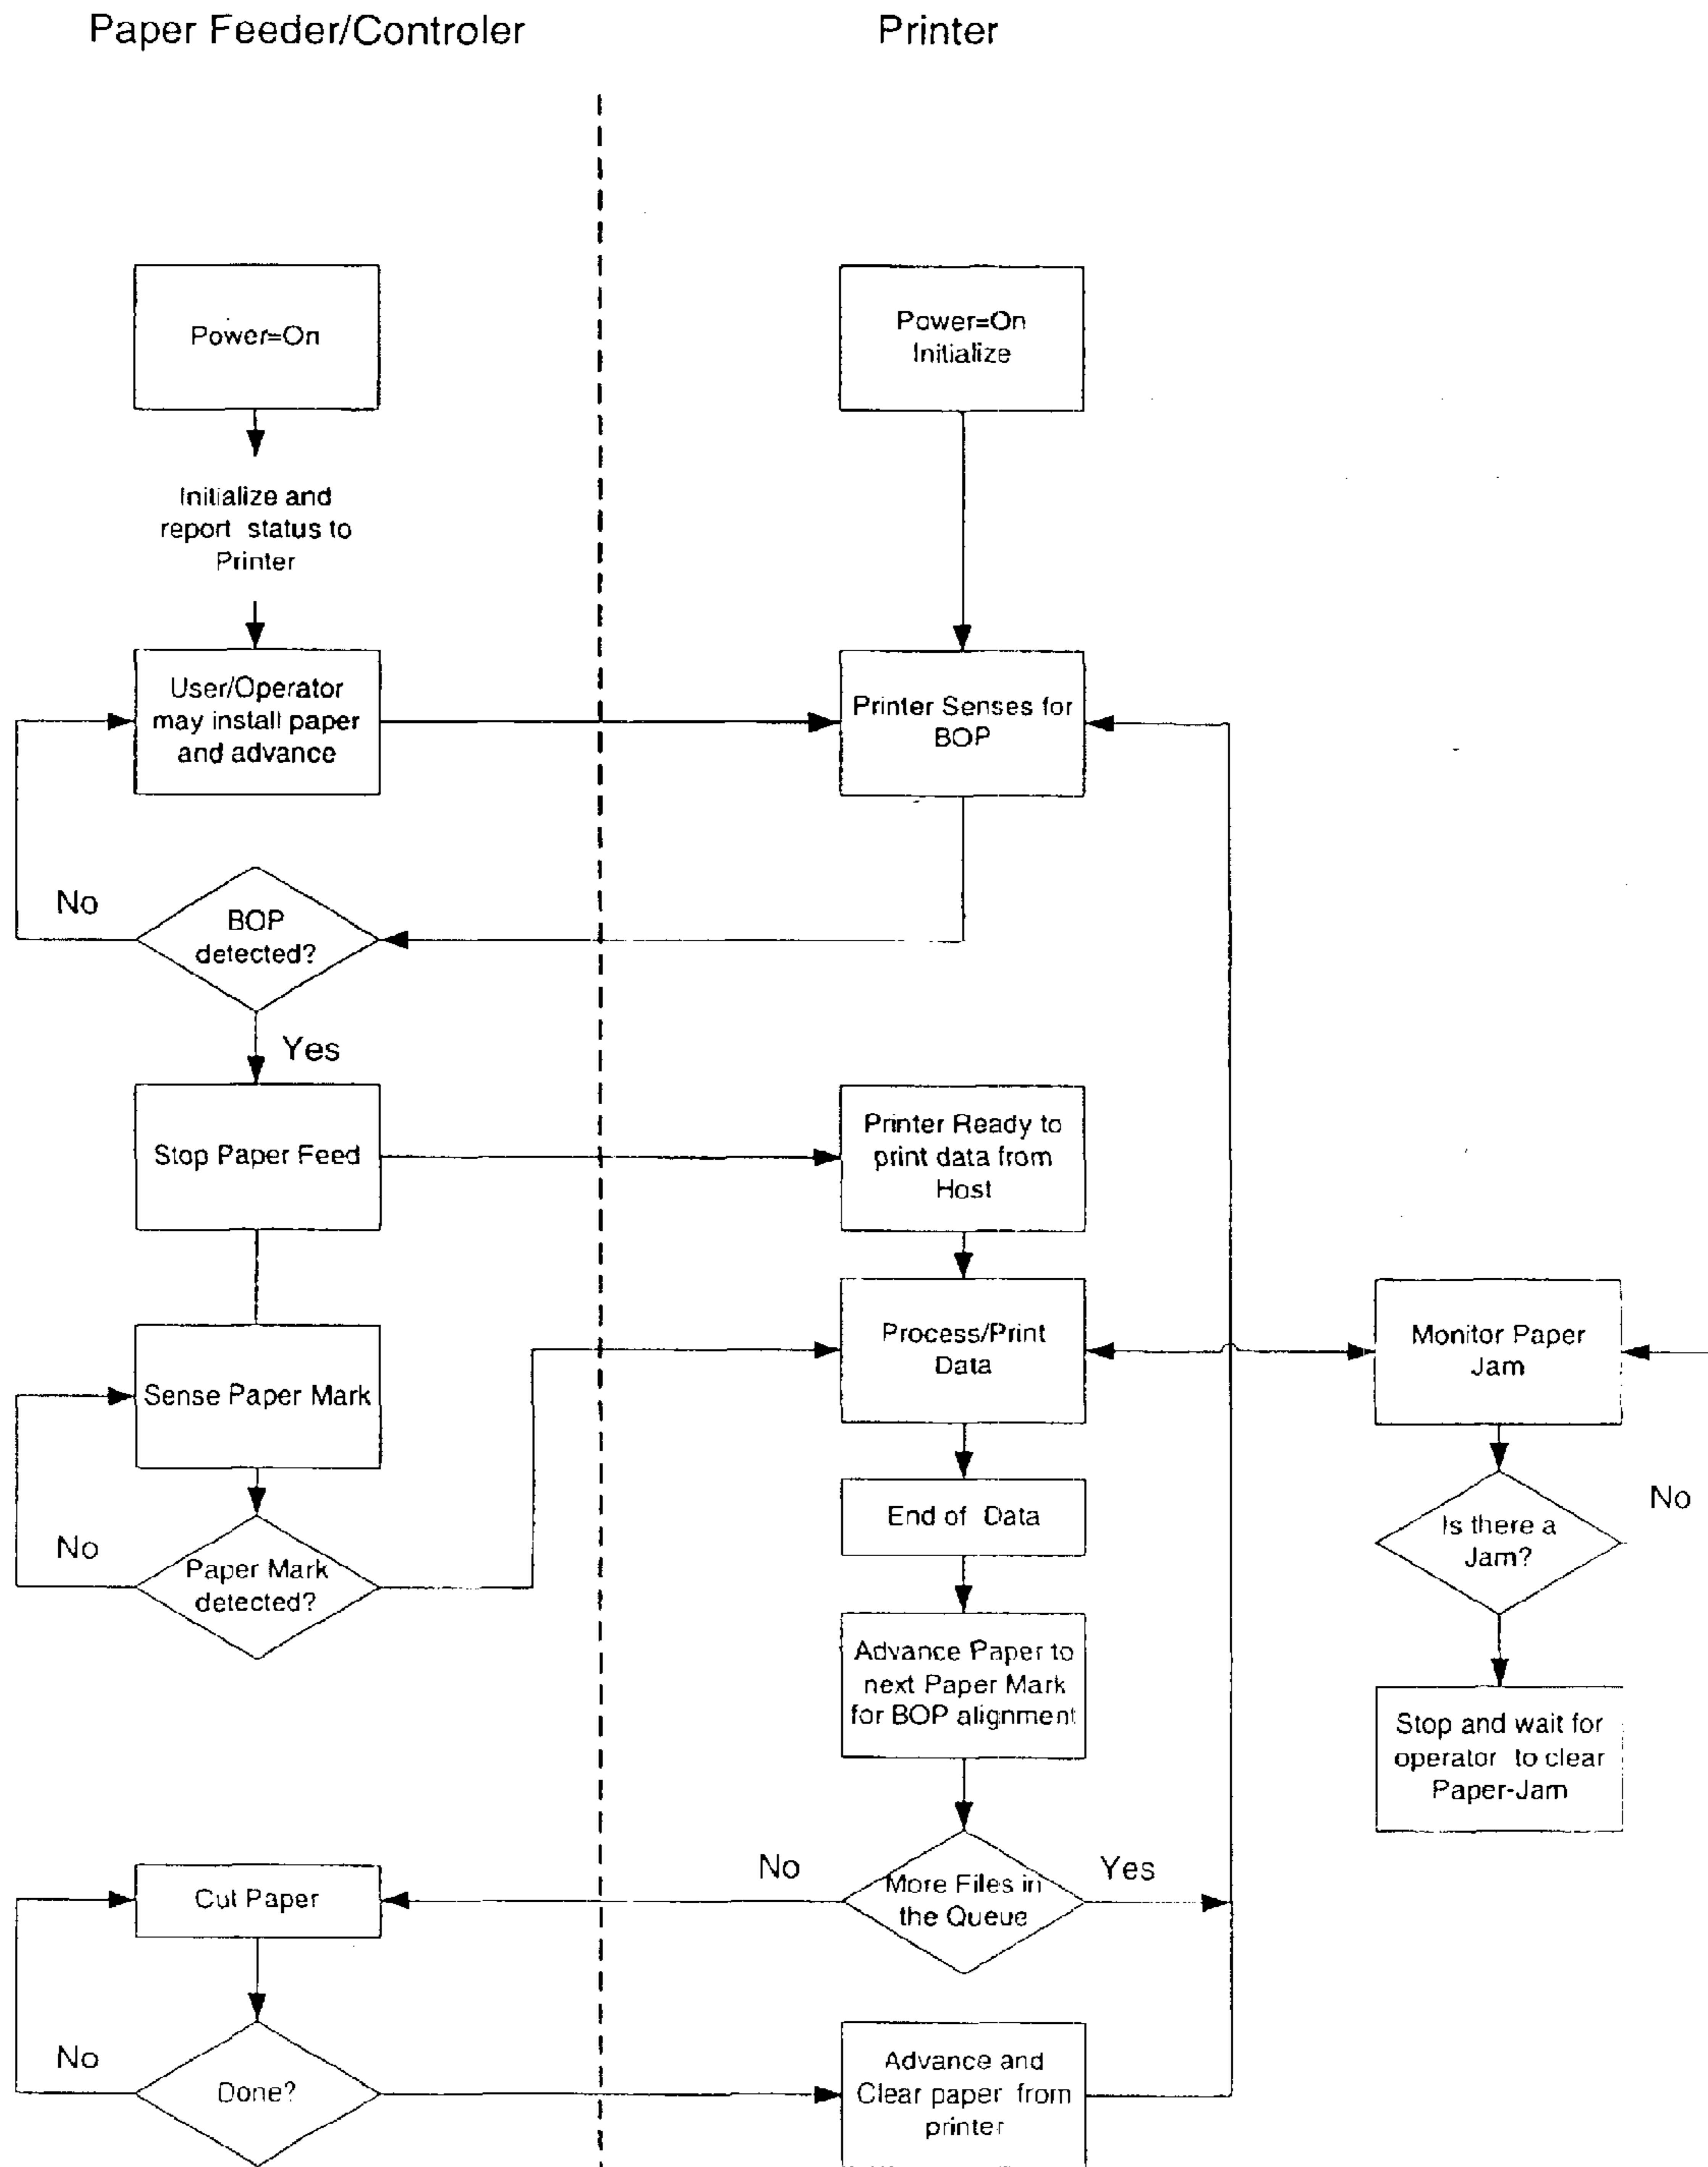 Paper Feeder/Controler
Printer
Power=On
Power=On
Initialize
Initialize and
report status to
Printer
User/Operator
may install paper
and advance
Printer Senses for
BOP
No
BOP
detected?
Yes
Stop Paper Feed
Printer Ready to
print data from
Host
Process/Print
Data
Monitor Paper
Jam
Sense Paper Mark
No
Paper Mark
detected?
End of Data
No
Is there a
Jam?
Advance Paper to
next Paper Mark
for BOP alignment
Stop and wait for
operator to clear
Paper-Jam
Cut Paper
No
More Files in
the Queue
Yes
No
Done?
Advance and
Clear paper from
printer